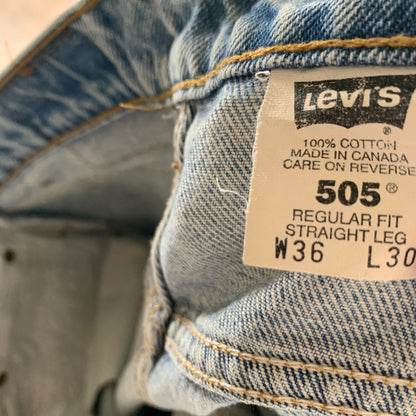 LEVI'S
®
100% COTTON
MADE IN CANADA
CARE ON REVERSE
505®
REGULAR FIT
STRAIGHT LEG
W36 L30